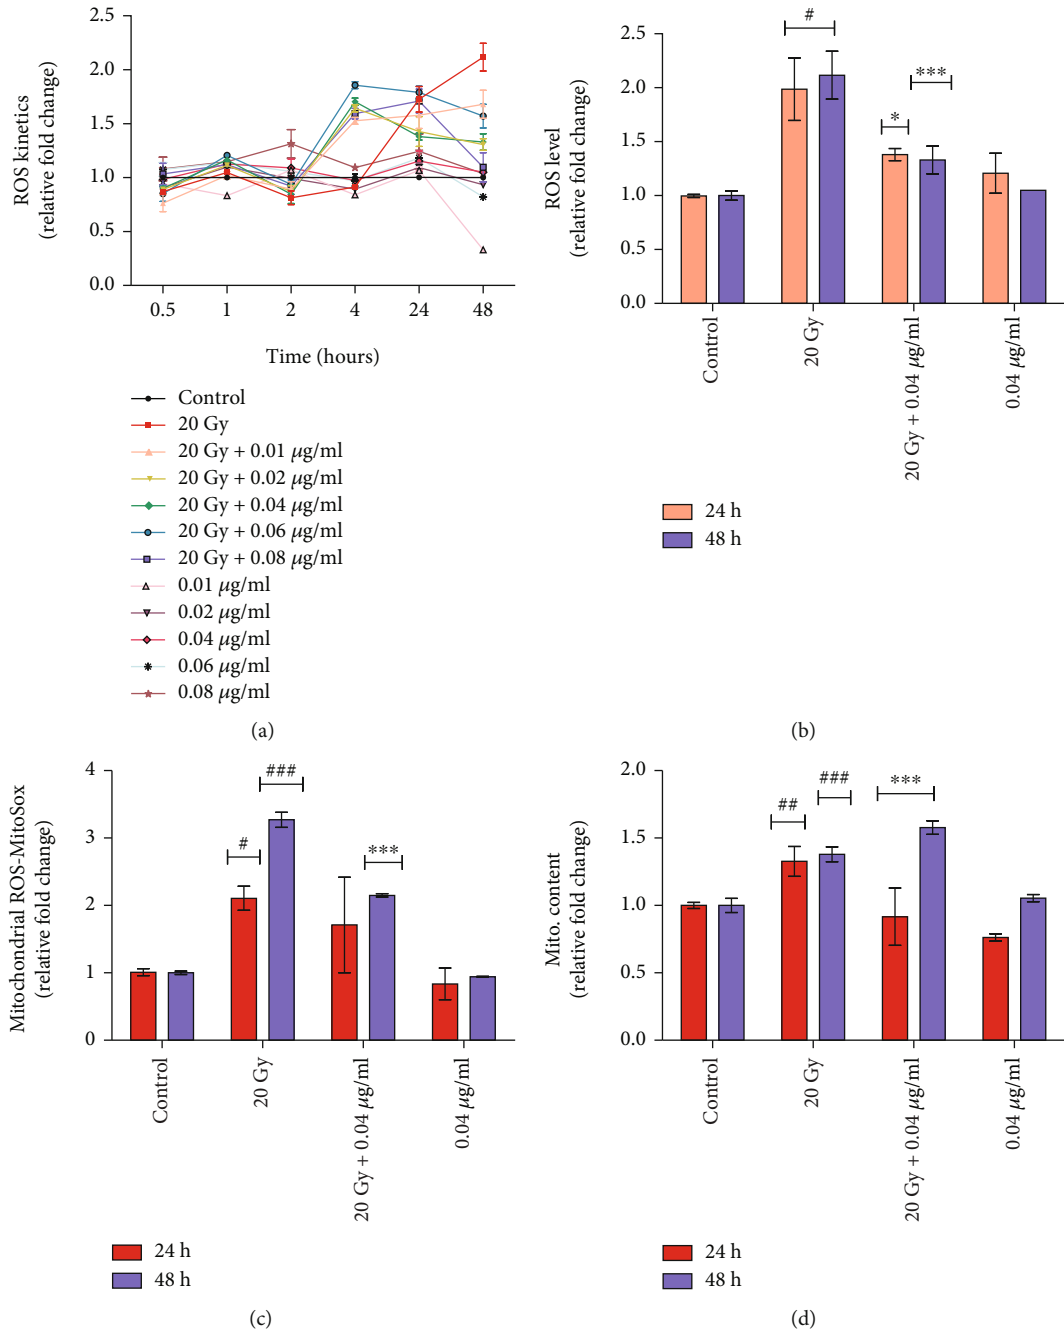 ROS kinetics
(relative fold change)
2.5
2.0
1.5
1.0
0.5
0.0
0.5 1 2 4 24 48
Time (hours)
Control
20 Gy
20 Gy + 0.01 μg/ml
20 Gy + 0.02 μg/ml
20 Gy + 0.04 μg/ml
20 Gy + 0.06 μg/ml
20 Gy + 0.08 μg/ml
0.01 μg/ml
0.02 μg/ml
0.04 μg/ml
0.06 μg/ml
0.08 μg/ml
(a)
ROS level
(relative fold change)
2.5
2.0
1.5
1.0
0.5
0.0
#
*
***
Control
20 Gy
20 Gy + 0.04 μg/ml
0.04 μg/ml
24 h
48 h
(b)
Mitochondrial ROS-MitoSox
(relative fold change)
4
3
2
1
0
#
###
***
Control
20 Gy
20 Gy + 0.04 μg/ml
0.04 μg/ml
24 h
48 h
(c)
Mito. content
(relative fold change)
2.0
1.5
1.0
0.5
0.0
##
###
***
Control
20 Gy
20 Gy + 0.04 μg/ml
0.04 μg/ml
24 h
48 h
(d)